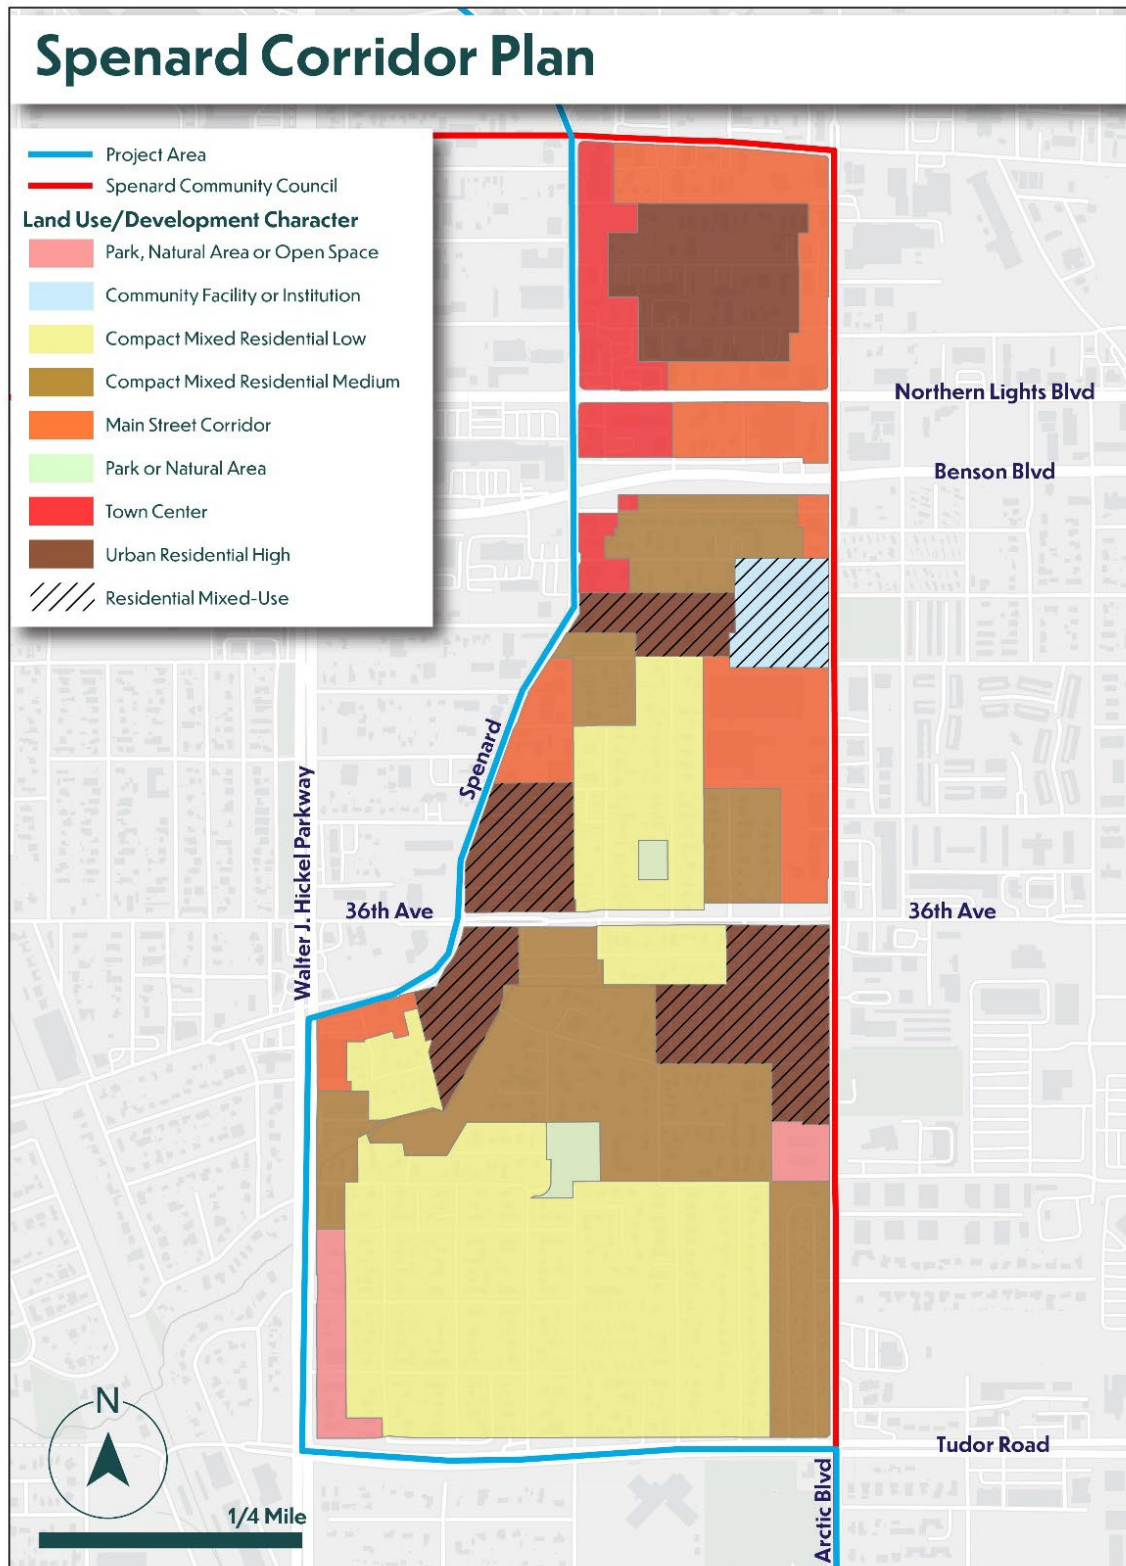 Spenard Corridor Plan
Project Area
Spenard Community Council
Land Use/Development Character
Park, Natural Area or Open Space
Community Facility or Institution
Compact Mixed Residential Low
Compact Mixed Residential Medium
Main Street Corridor
Park or Natural Area
Town Center
Urban Residential High
Residential Mixed-Use
Northern Lights Blvd
Benson Blvd
Spenard
Walter J. Hickel Parkway
36th Ave
36th Ave
N
Tudor Road
1/4 Mile
Arctic Blvd